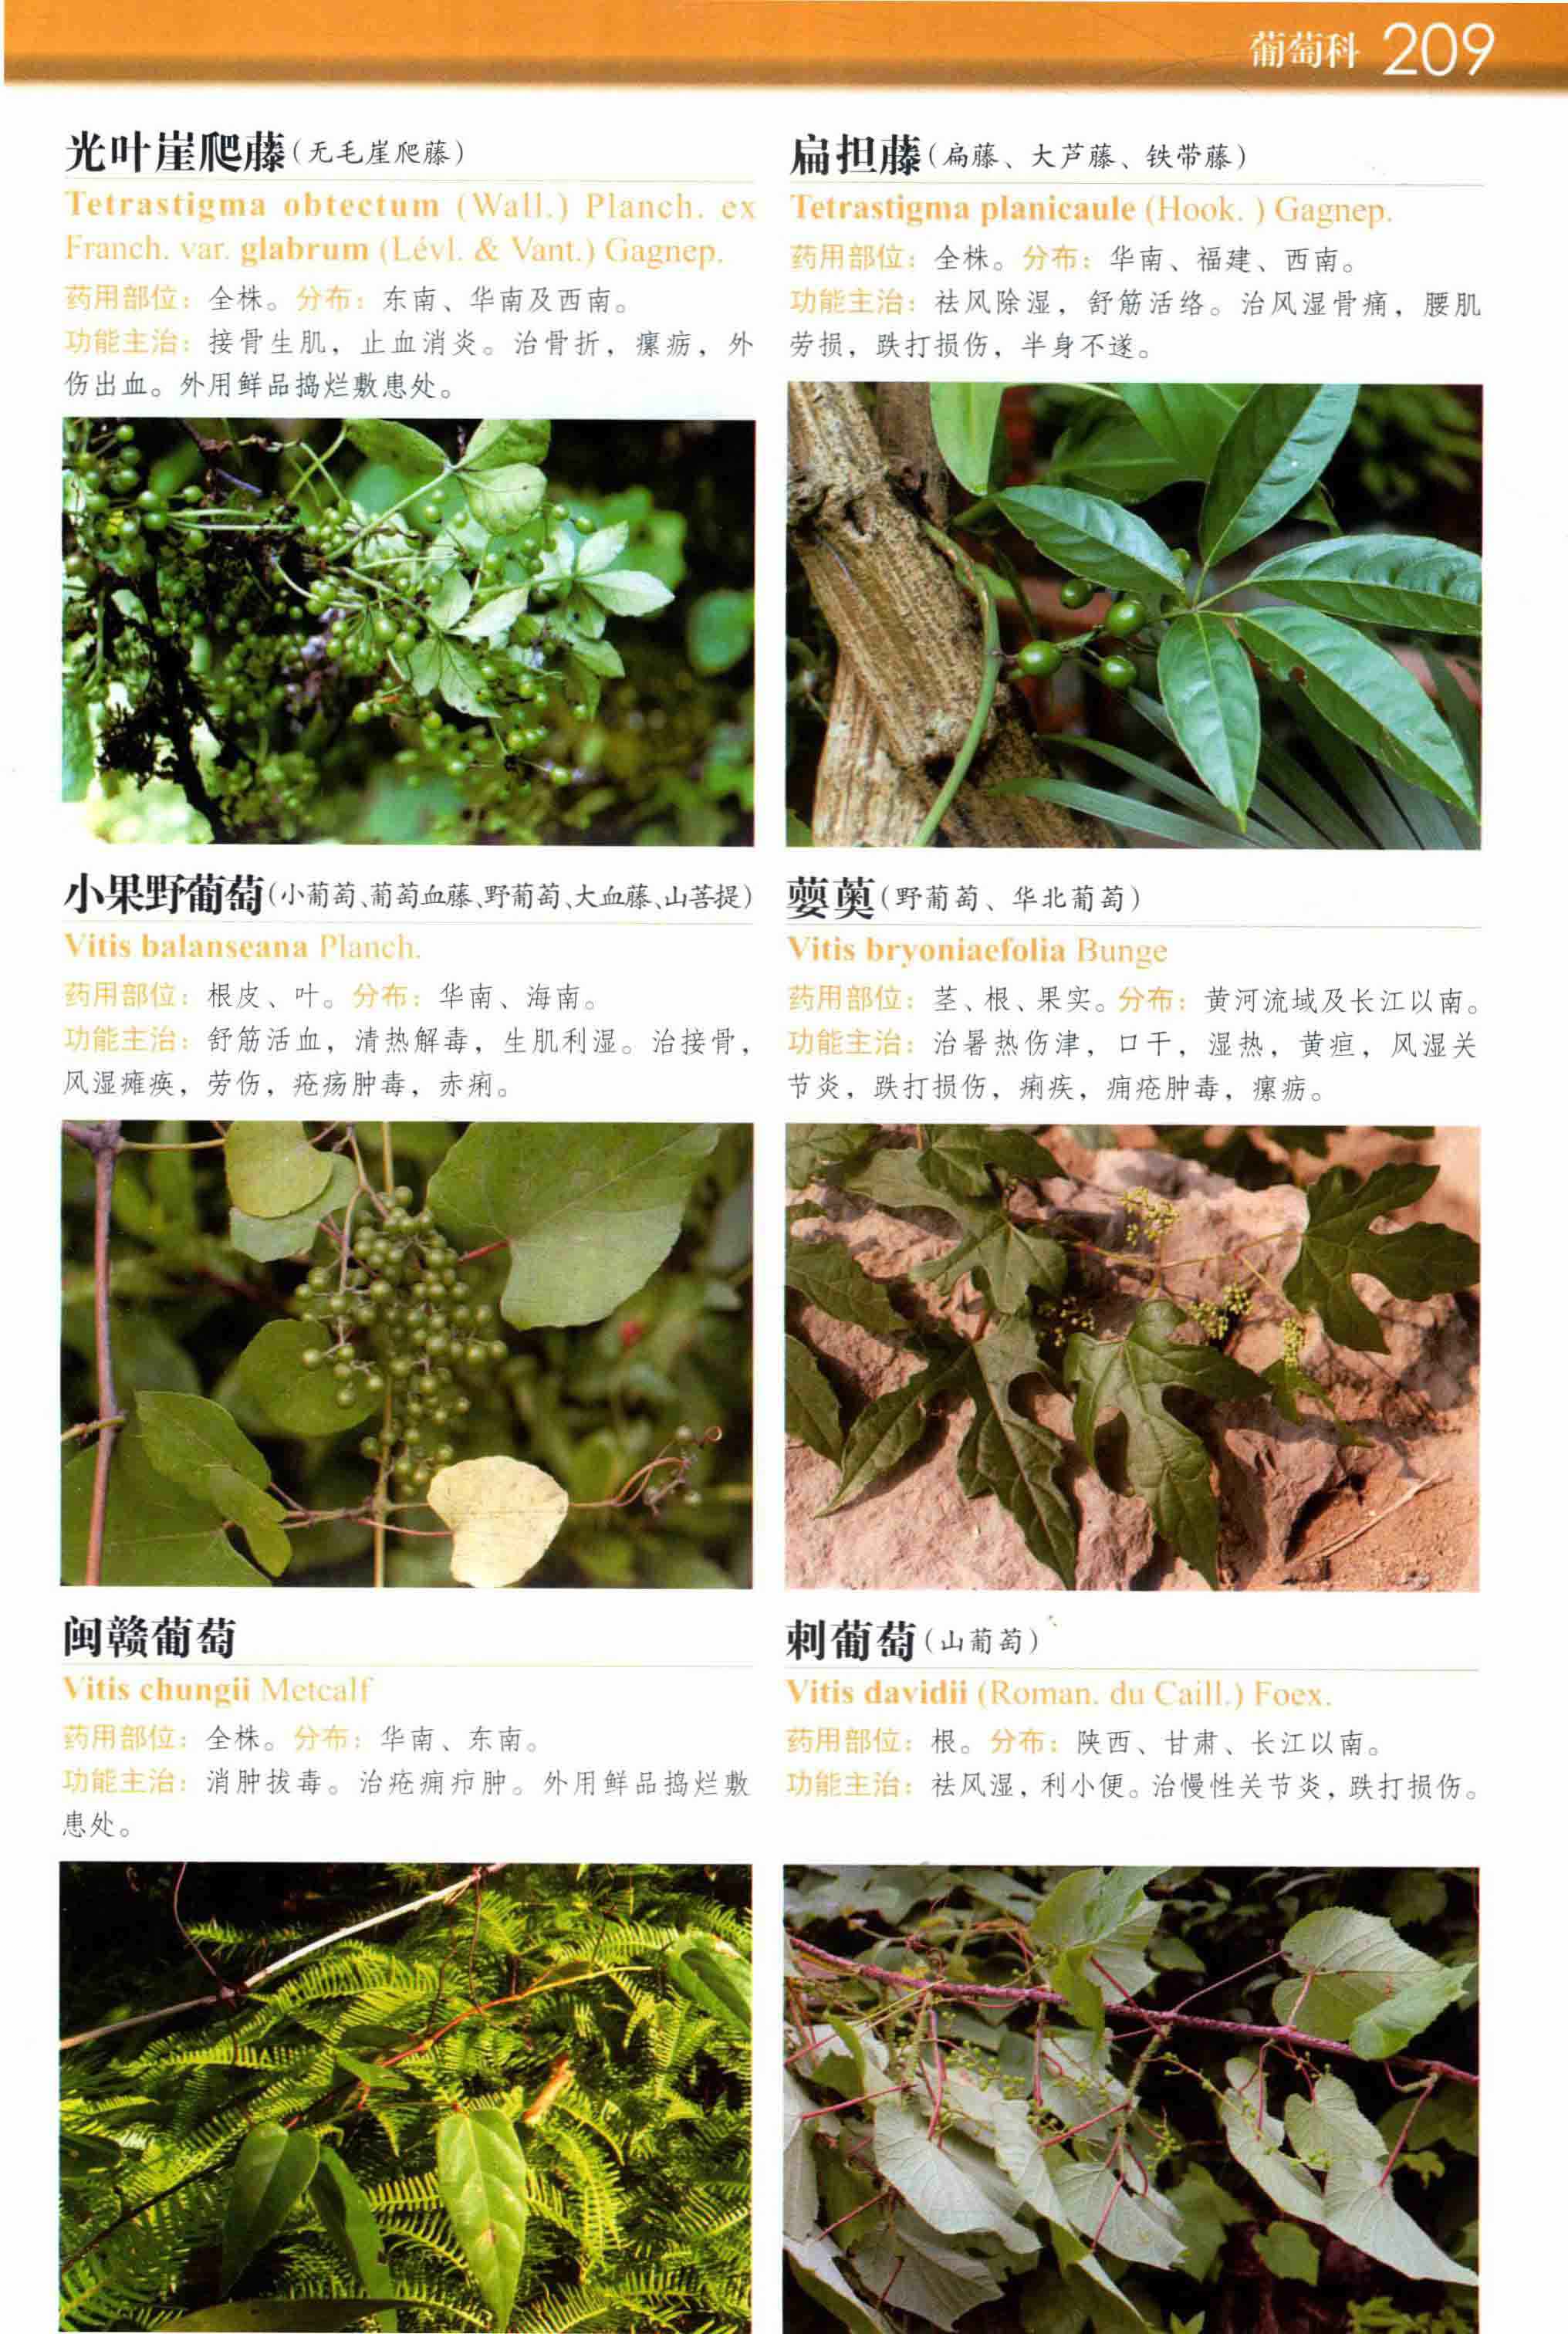 葡萄科 209
光叶崖爬藤(无毛崖爬藤)
Tetrastigma obtectum (Wall.) Planch. ex
Franch. var. glabrum (Lévl. & Vant.) Gagnep.
药用部位：全株。分布：东南、华南及西南。
功能主治：接骨生肌，止血消炎。治骨折，瘰疬，外
伤出血。外用鲜品捣烂敷患处。
扁担藤(扁藤、大芦藤、铁带藤)
Tetrastigma planicaule (Hook. ) Gagnep.
药用部位：全株。分布：华南、福建、西南。
功能主治：祛风除湿，舒筋活络。治风湿骨痛，腰肌
劳损，跌打损伤，半身不遂。
小果野葡萄(小葡萄、葡萄血藤、野葡萄、大血藤、山菩提)
Vitis balanseana Planch.
药用部位：根皮、叶。分布：华南、海南。
功能主治：舒筋活血，清热解毒，生肌利湿。治接骨，
风湿瘫痪，劳伤，疮疡肿毒，赤痢。
蘡薁(野葡萄、华北葡萄)
Vitis bryoniaefolia Bunge
药用部位：茎、根、果实。分布：黄河流域及长江以南。
功能主治：治暑热伤津，口干，湿热，黄疸，风湿关
节炎，跌打损伤，痢疾，痈疮肿毒，瘰疬。
闽赣葡萄
Vitis chungii Metcalf
药用部位：全株。分布：华南、东南。
功能主治：消肿拔毒。治疮痈疖肿。外用鲜品捣烂敷
患处。
刺葡萄(山葡萄)
Vitis davidii (Roman. du Caill.) Foex.
药用部位：根。分布：陕西、甘肃、长江以南。
功能主治：祛风湿，利小便。治慢性关节炎，跌打损伤。